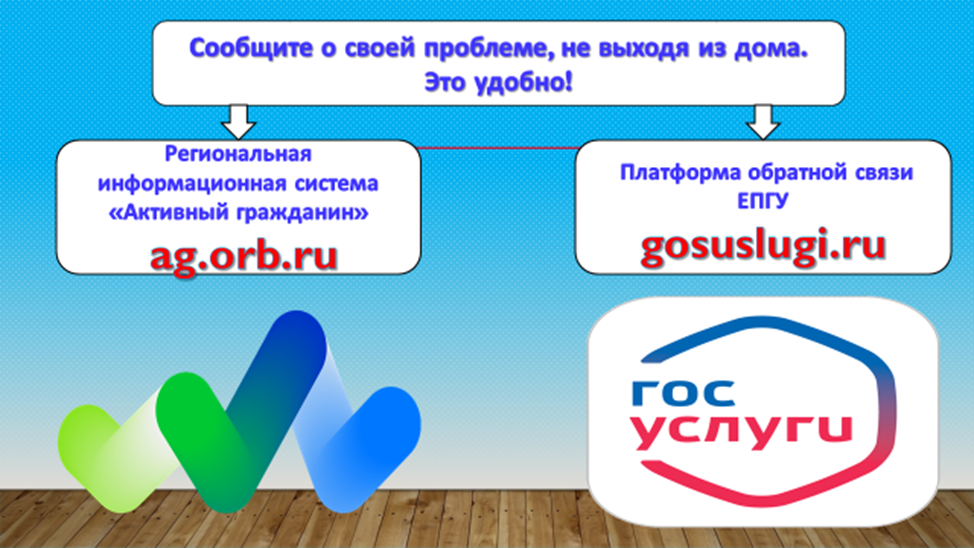 Сообщите о своей проблеме, не выходя из дома.
Это удобно!
Региональная
информационная система
«Активный гражданин»
ag.orb.ru
Платформа обратной связи
ЕПГУ
gosuslugi.ru
гос
услуги